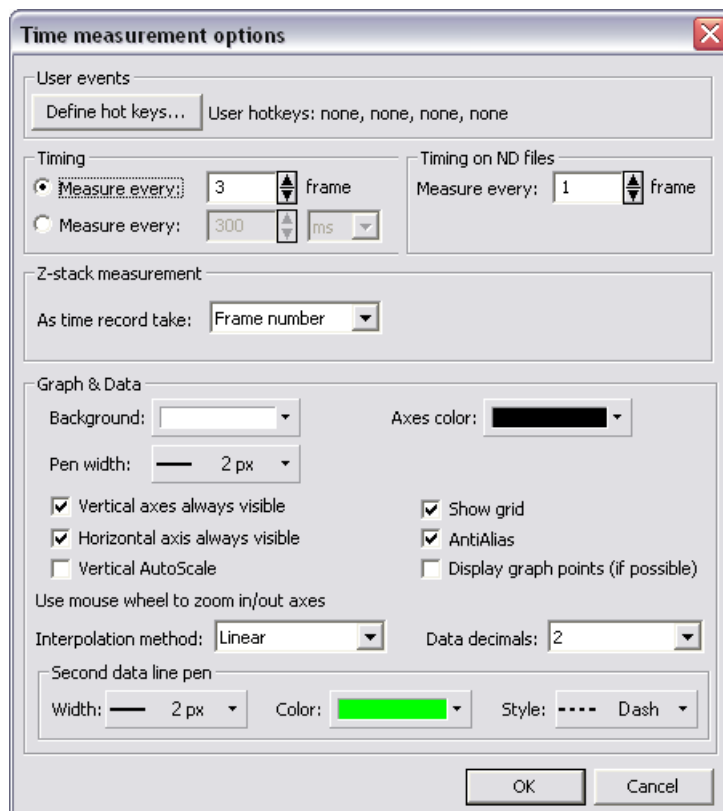 Time measurement options
User events
Define hot keys... User hotkeys: none, none, none, none
Timing
Measure every: 3 frame
Measure every: 300 ms
Timing on ND files
Measure every: 1 frame
Z-stack measurement
As time record take: Frame number
Graph & Data
Background: Axes color:
Pen width: 2 px
Vertical axes always visible Show grid
Horizontal axis always visible AntiAlias
Vertical AutoScale Display graph points (if possible)
Use mouse wheel to zoom in/out axes
Interpolation method: Linear Data decimals: 2
Second data line pen
Width: 2 px Color: Style: Dash
OK Cancel